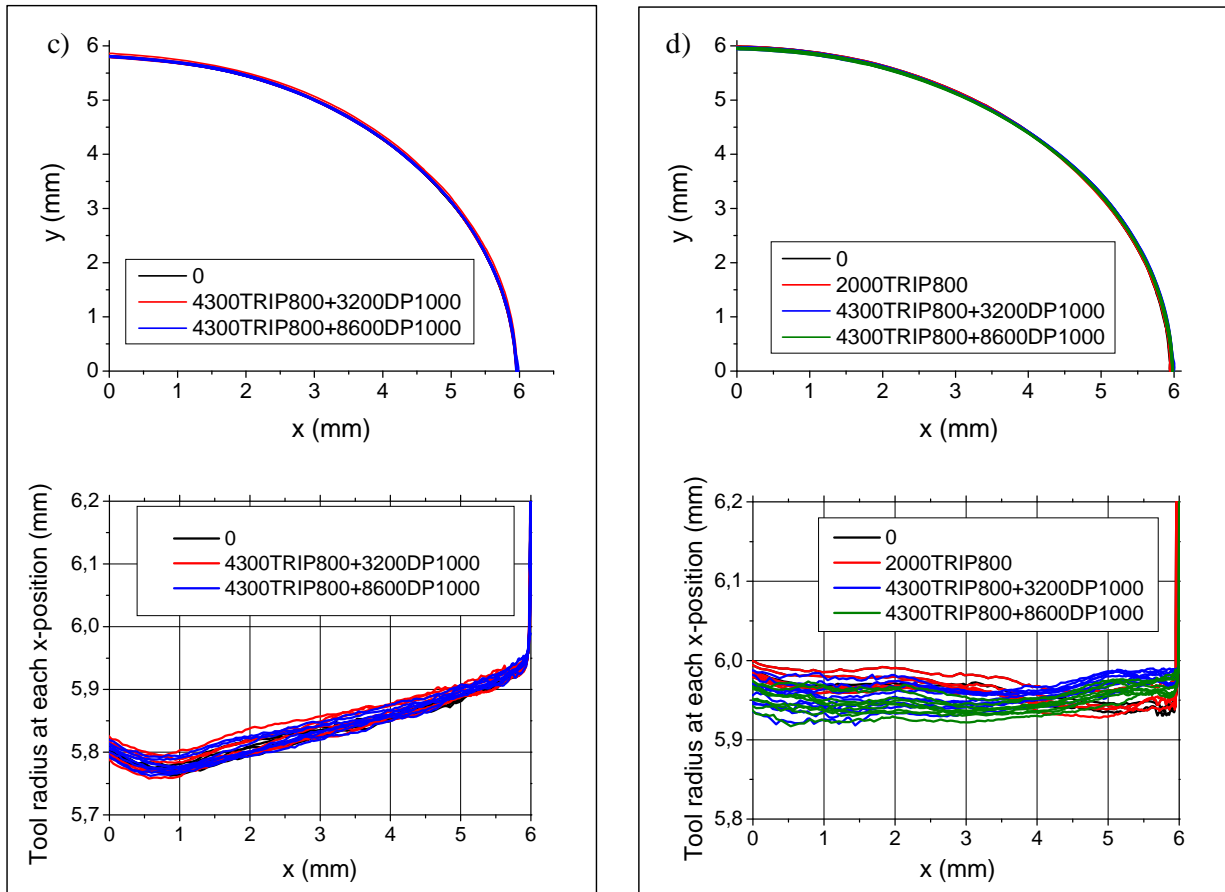 c)
6
5
4
3
2
1
0
y (mm)
0
4300TRIP800+3200DP1000
4300TRIP800+8600DP1000
0 1 2 3 4 5 6
x (mm)
6,2
6,1
6,0
5,9
5,8
5,7
Tool radius at each x-position (mm)
0
4300TRIP800+3200DP1000
4300TRIP800+8600DP1000
0 1 2 3 4 5 6
x (mm)
d)
6
5
4
3
2
1
0
y (mm)
0
2000TRIP800
4300TRIP800+3200DP1000
4300TRIP800+8600DP1000
0 1 2 3 4 5 6
x (mm)
6,2
6,1
6,0
5,9
5,8
Tool radius at each x-position (mm)
0
2000TRIP800
4300TRIP800+3200DP1000
4300TRIP800+8600DP1000
0 1 2 3 4 5 6
x (mm)